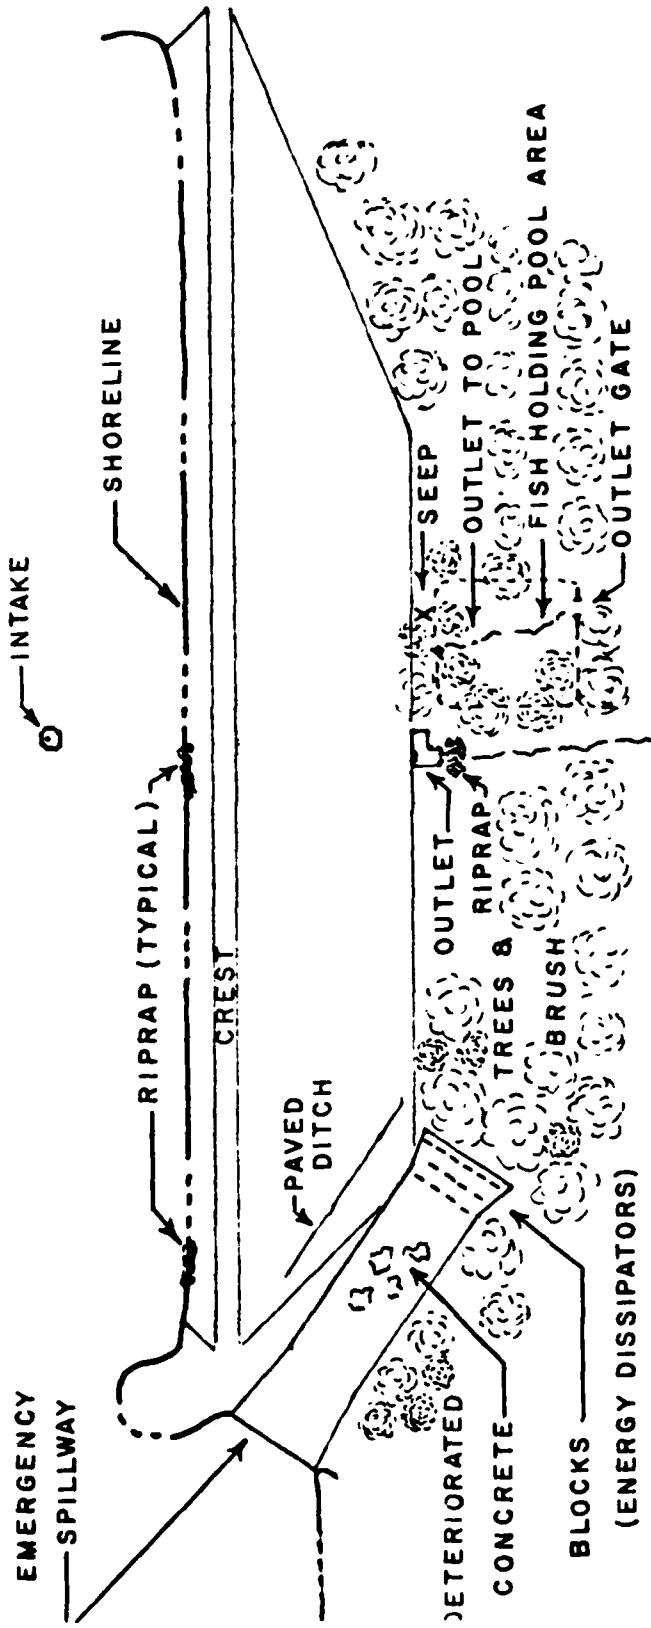 EMERGENCY
SPILLWAY
INTAKE
SHORELINE
RIPRAP (TYPICAL)
CREST
PAVED
DITCH
SEEP
OUTLET TO POOL
FISH HOLDING POOL AREA
OUTLET GATE
OUTLET
RIPRAP
TREES &
BRUSH
DETERIORATED
CONCRETE
BLOCKS
(ENERGY DISSIPATORS)
X